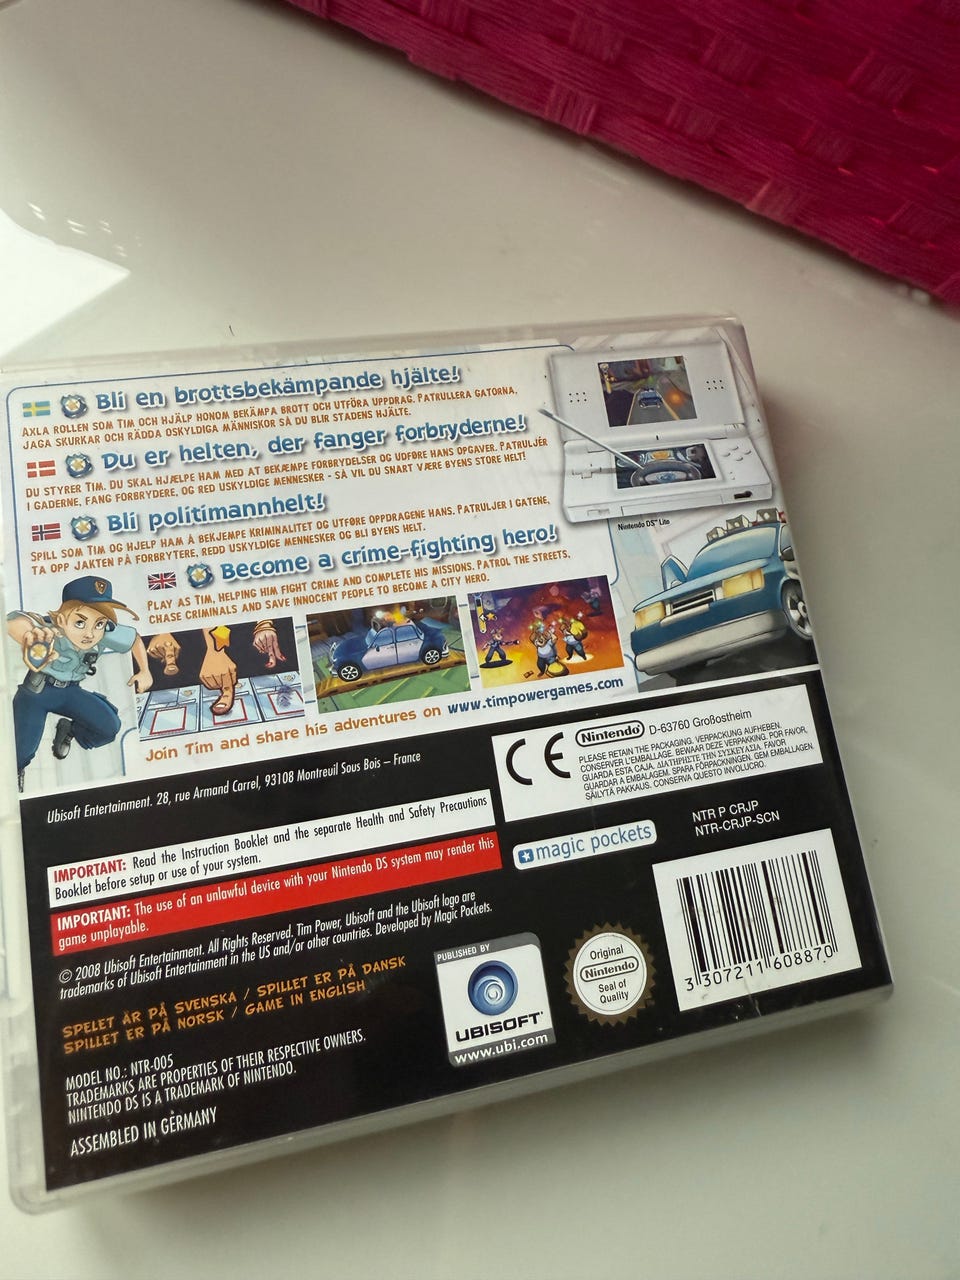 Bli en brottsbekämpande hjälte!
AXLA ROLLEN SOM TIM OCH HJÄLP HONOM BEKÄMPA BROTT OCH UTFÖRA UPPDRAG. PATRULLERA GATORNA,
JAGA SKURKAR OCH RÄDDA OSKYLDIGA MÄNNISKOR SÅ DU BLIR STADENS HJÄLTE.
Du er helten, der fanger forbryderne!
DU STYRER TIM. DU SKAL HJÆLPE HAM MED AT BEKÆMPE FORBRYDELSER OG UDFØRE HANS OPGAVER. PATRULJÉR
I GADERNE, FANG FORBRYDERE, OG RED USKYLDIGE MENNESKER - SÅ VIL DU SNART VÆRE BYENS STORE HELT!
Bli politimannhelt!
SPILL SOM TIM OG HJELP HAM Å BEKJEMPE KRIMINALITET OG UTFØRE OPPDRAGENE HANS. PATRULJER I GATENE,
TA OPP JAKTEN PÅ FORBRYTERE, REDD USKYLDIGE MENNESKER OG BLI BYENS HELT.
Become a crime-fighting hero!
PLAY AS TIM, HELPING HIM FIGHT CRIME AND COMPLETE HIS MISSIONS. PATROL THE STREETS,
CHASE CRIMINALS AND SAVE INNOCENT PEOPLE TO BECOME A CITY HERO.
Nintendo DS™ Lite
Join Tim and share his adventures on www.timpowergames.com
Ubisoft Entertainment. 28, rue Armand Carrel, 93108 Montreuil Sous Bois – France
CE
Nintendo® D-63760 Großostheim
PLEASE RETAIN THE PACKAGING. VERPACKUNG AUFHEBEN.
CONSERVER L'EMBALLAGE. BEWAAR DEZE VERPAKKING. POR FAVOR,
GUARDA ESTA CAJA. ΔΙΑΤΗΡΗΣΤΕ ΤΗΝ ΣΥΣΚΕΥΑΣΙΑ. FAVOR
GUARDAR A EMBALAGEM. SPARA FÖRPACKNINGEN. GEM EMBALLAGEN.
SÄILYTÄ PAKKAUS. CONSERVA QUESTO INVOLUCRO.
IMPORTANT: Read the Instruction Booklet and the separate Health and Safety Precautions
Booklet before setup or use of your system.
IMPORTANT: The use of an unlawful device with your Nintendo DS system may render this
game unplayable.
magic pockets
NTR P CRJP
NTR-CRJP-SCN
© 2008 Ubisoft Entertainment. All Rights Reserved. Tim Power, Ubisoft and the Ubisoft logo are
trademarks of Ubisoft Entertainment in the US and/or other countries. Developed by Magic Pockets.
SPELET ÄR PÅ SVENSKA / SPILLET ER PÅ DANSK
SPILLET ER PÅ NORSK / GAME IN ENGLISH
PUBLISHED BY
UBISOFT®
www.ubi.com
Original
Nintendo®
Seal of
Quality
3 307211 608870
MODEL NO.: NTR-005
TRADEMARKS ARE PROPERTIES OF THEIR RESPECTIVE OWNERS.
NINTENDO DS IS A TRADEMARK OF NINTENDO.
ASSEMBLED IN GERMANY